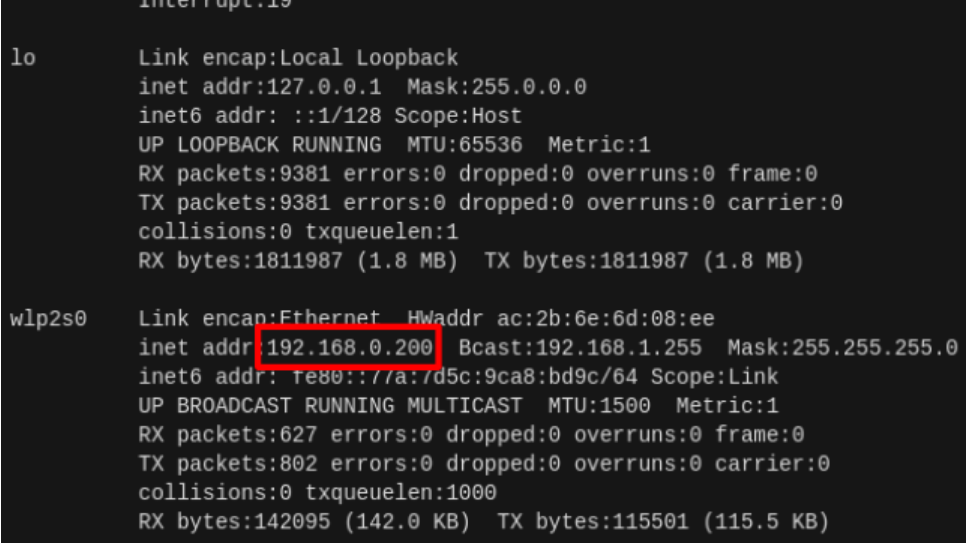 Interrupt:19
lo Link encap:Local Loopback
inet addr:127.0.0.1 Mask:255.0.0.0
inet6 addr: ::1/128 Scope:Host
UP LOOPBACK RUNNING MTU:65536 Metric:1
RX packets:9381 errors:0 dropped:0 overruns:0 frame:0
TX packets:9381 errors:0 dropped:0 overruns:0 carrier:0
collisions:0 txqueuelen:1
RX bytes:1811987 (1.8 MB) TX bytes:1811987 (1.8 MB)
wlp2s0 Link encap:Ethernet HWaddr ac:2b:6e:6d:08:ee
inet addr:192.168.0.200 Bcast:192.168.1.255 Mask:255.255.255.0
inet6 addr: fe80::77a:7d5c:9ca8:bd9c/64 Scope:Link
UP BROADCAST RUNNING MULTICAST MTU:1500 Metric:1
RX packets:627 errors:0 dropped:0 overruns:0 frame:0
TX packets:802 errors:0 dropped:0 overruns:0 carrier:0
collisions:0 txqueuelen:1000
RX bytes:142095 (142.0 KB) TX bytes:115501 (115.5 KB)